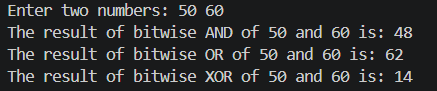 Enter two numbers: 50 60
The result of bitwise AND of 50 and 60 is: 48
The result of bitwise OR of 50 and 60 is: 62
The result of bitwise XOR of 50 and 60 is: 14